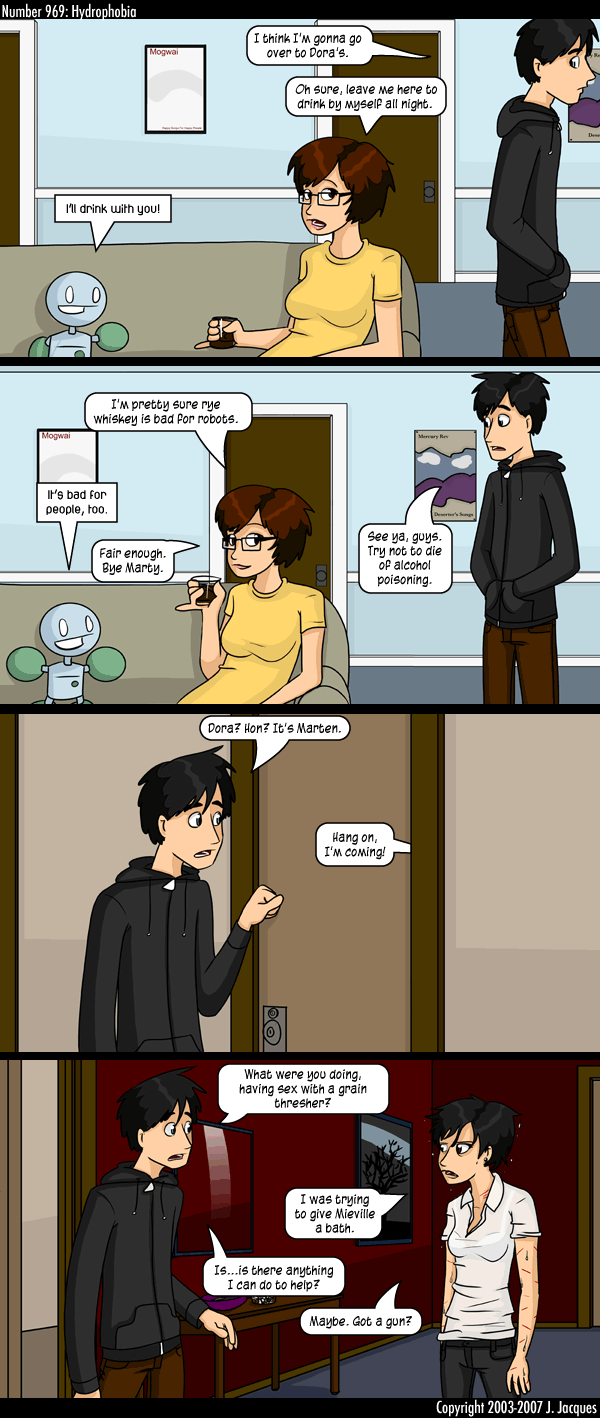 Number 969: Hydrophobia
I think I'm gonna go
over to Dora's.
Mogwai
Oh sure, leave me here to
drink by myself all night.
I'll drink with you!
I'm pretty sure rye
whiskey is bad for robots.
Mogwai
Mercury Rev
It's bad for
people, too.
Deserter's Songs
Fair enough.
Bye Marty.
See ya, guys.
Try not to die
of alcohol
poisoning.
Dora? Hon? It's Marten.
Hang on,
I'm coming!
What were you doing,
having sex with a grain
thresher?
I was trying
to give Mieville
a bath.
Is...is there anything
I can do to help?
Maybe. Got a gun?
Copyright 2003-2007 J. Jacques